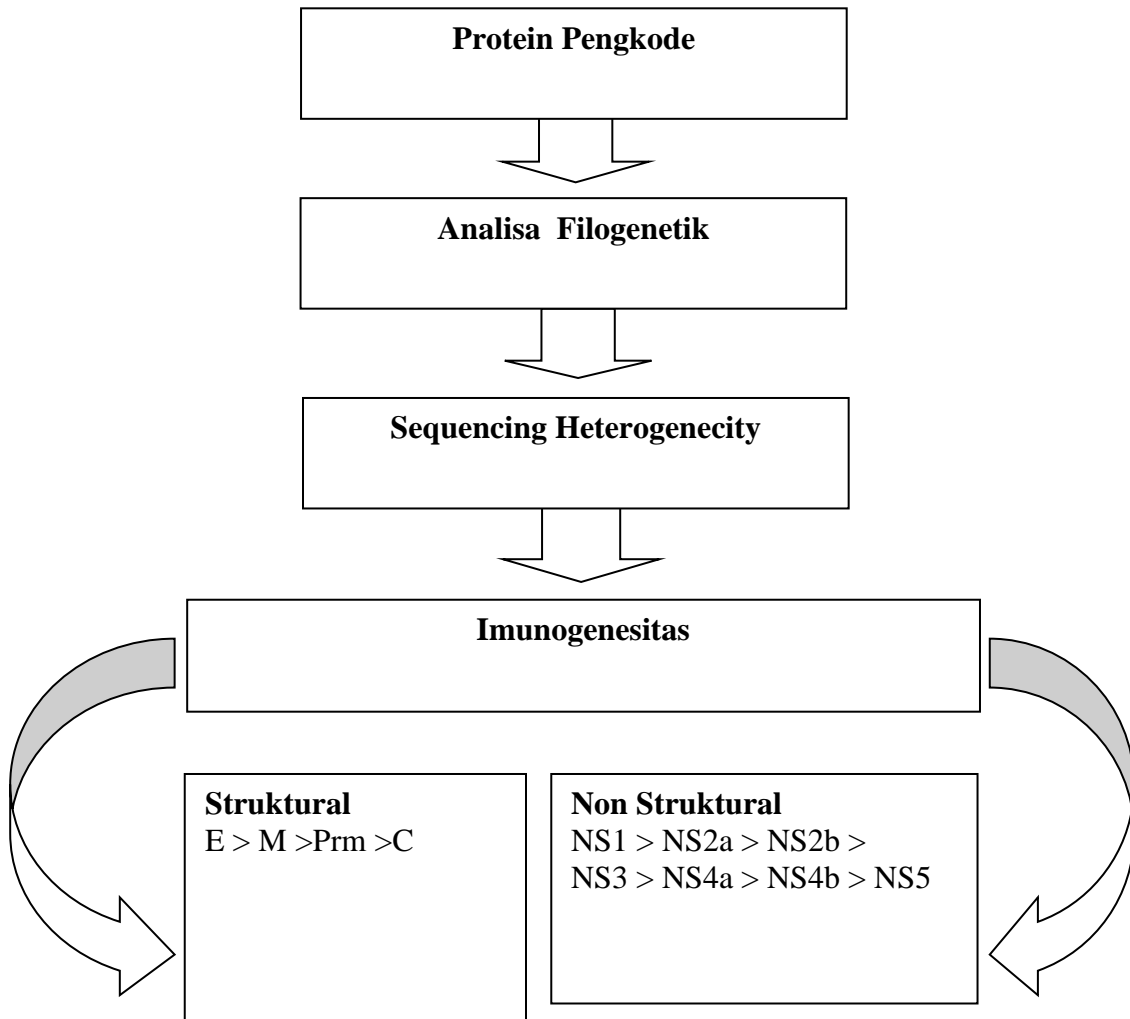 Protein Pengkode
Analisa Filogenetik
Sequencing Heterogenecity
Imunogenesitas
Struktural
E > M >Prm >C
Non Struktural
NS1 > NS2a > NS2b >
NS3 > NS4a > NS4b > NS5